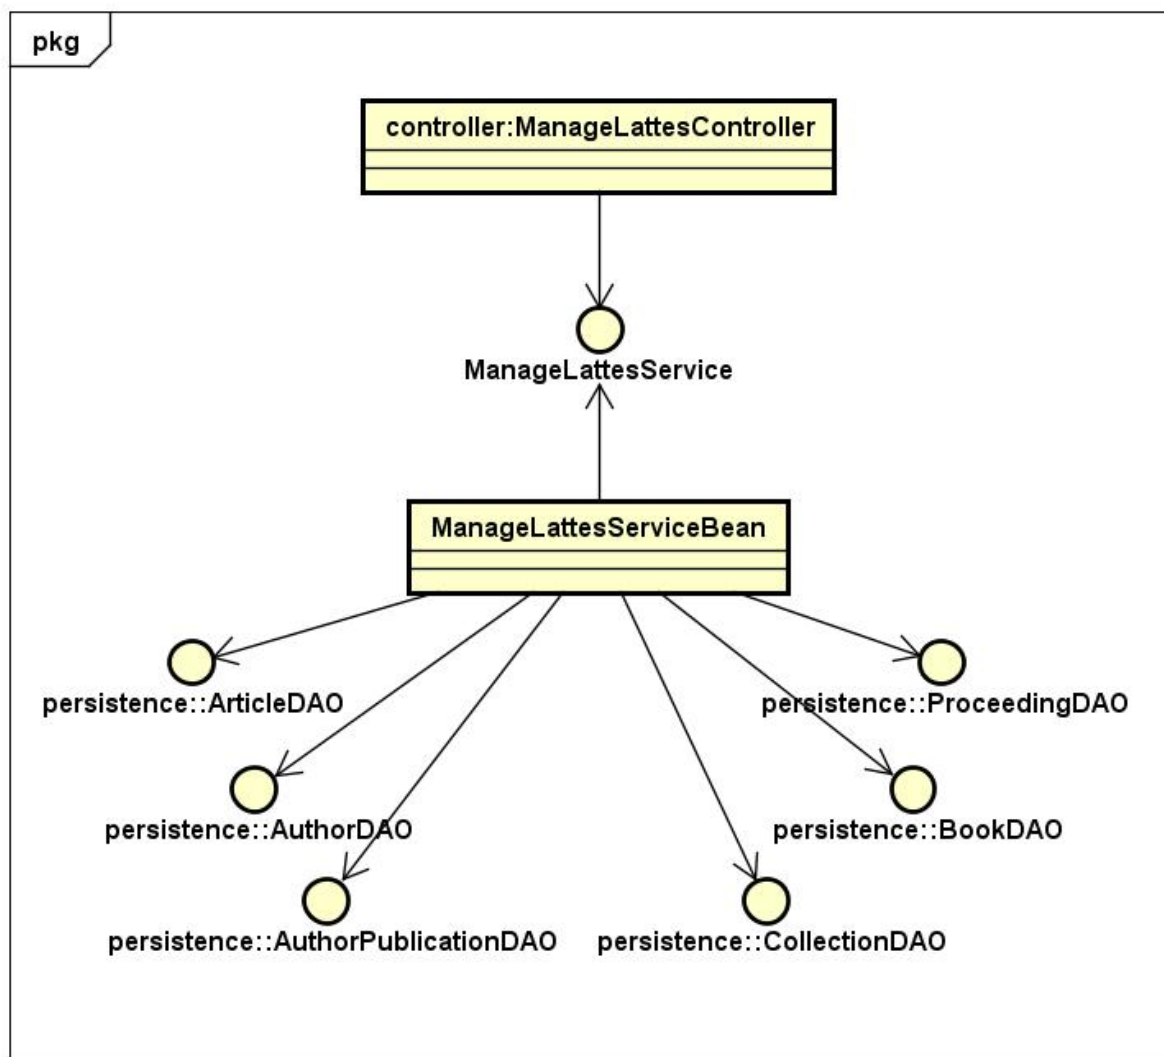 pkg
controller:ManageLattesController
ManageLattesService
ManageLattesServiceBean
persistence::ArticleDAO
persistence::ProceedingDAO
persistence::AuthorDAO
persistence::BookDAO
persistence::AuthorPublicationDAO
persistence::CollectionDAO